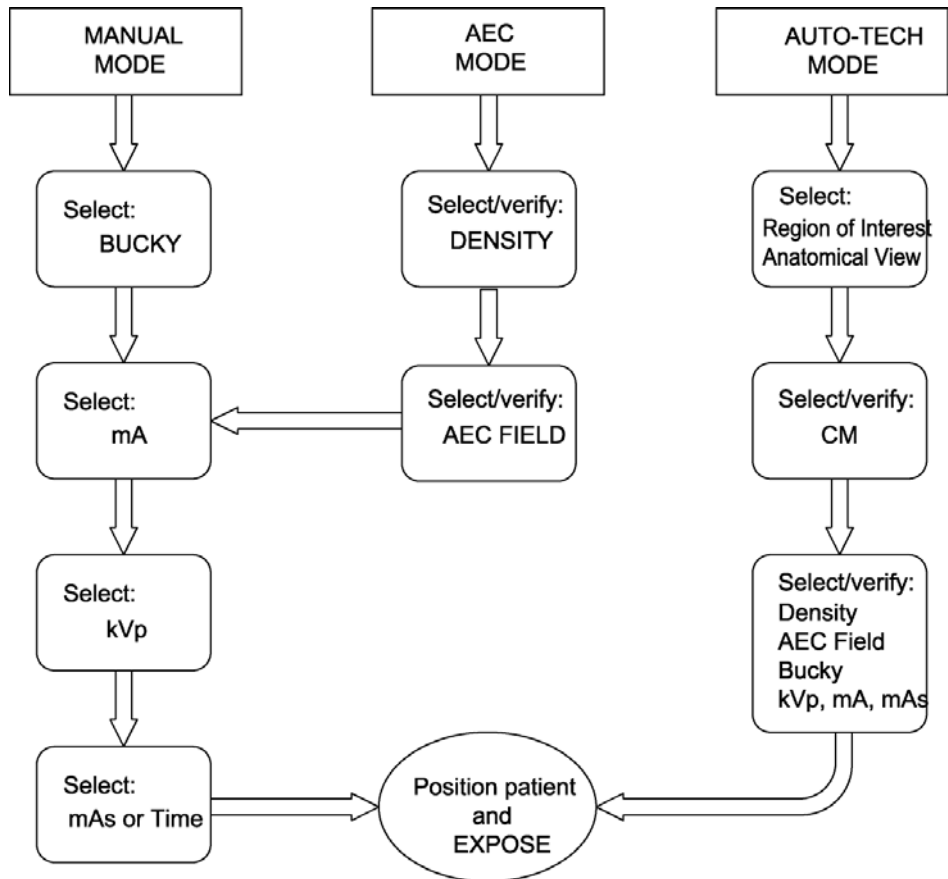 MANUAL
MODE
AEC
MODE
AUTO-TECH
MODE
Select:
BUCKY
Select/verify:
DENSITY
Select:
Region of Interest
Anatomical View
Select:
mA
Select/verify:
AEC FIELD
Select/verify:
CM
Select:
kVp
Select/verify:
Density
AEC Field
Bucky
kVp, mA, mAs
Select:
mAs or Time
Position patient
and
EXPOSE